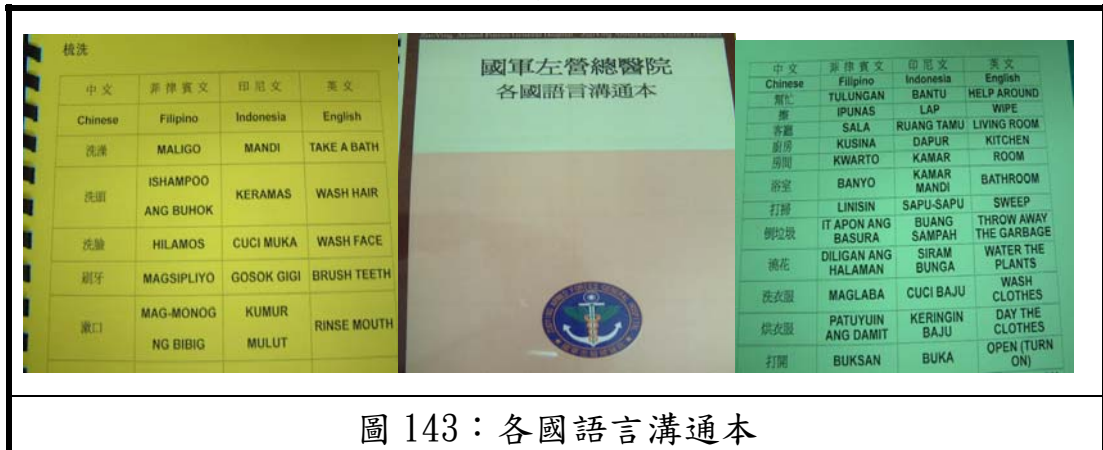 梳洗
中文 菲律賓文 印尼文 英文
Chinese Filipino Indonesia English
洗澡 MALIGO MANDI TAKE A BATH
洗頭 ISHAMPOO ANG BUHOK KERAMAS WASH HAIR
洗臉 HILAMOS CUCI MUKA WASH FACE
刷牙 MAGSIPLIYO GOSOK GIGI BRUSH TEETH
漱口 MAG-MONOG NG BIBIG KUMUR MULUT RINSE MOUTH
國軍左營總醫院
各國語言溝通本
中文 菲律賓文 印尼文 英文
Chinese Filipino Indonesia English
幫忙 TULUNGAN BANTU HELP AROUND
擦 IPUNAS LAP WIPE
客廳 SALA RUANG TAMU LIVING ROOM
廚房 KUSINA DAPUR KITCHEN
房間 KWARTO KAMAR ROOM
浴室 BANYO KAMAR MANDI BATHROOM
打掃 LINISIN SAPU-SAPU SWEEP
倒垃圾 IT APON ANG BASURA BUANG SAMPAH THROW AWAY THE GARBAGE
澆花 DILIGAN ANG HALAMAN SIRAM BUNGA WATER THE PLANTS
洗衣服 MAGLABA CUCI BAJU WASH CLOTHES
烘衣服 PATUYUIN ANG DAMIT KERINGIN BAJU DAY THE CLOTHES
打開 BUKSAN BUKA OPEN (TURN ON)
圖 143：各國語言溝通本